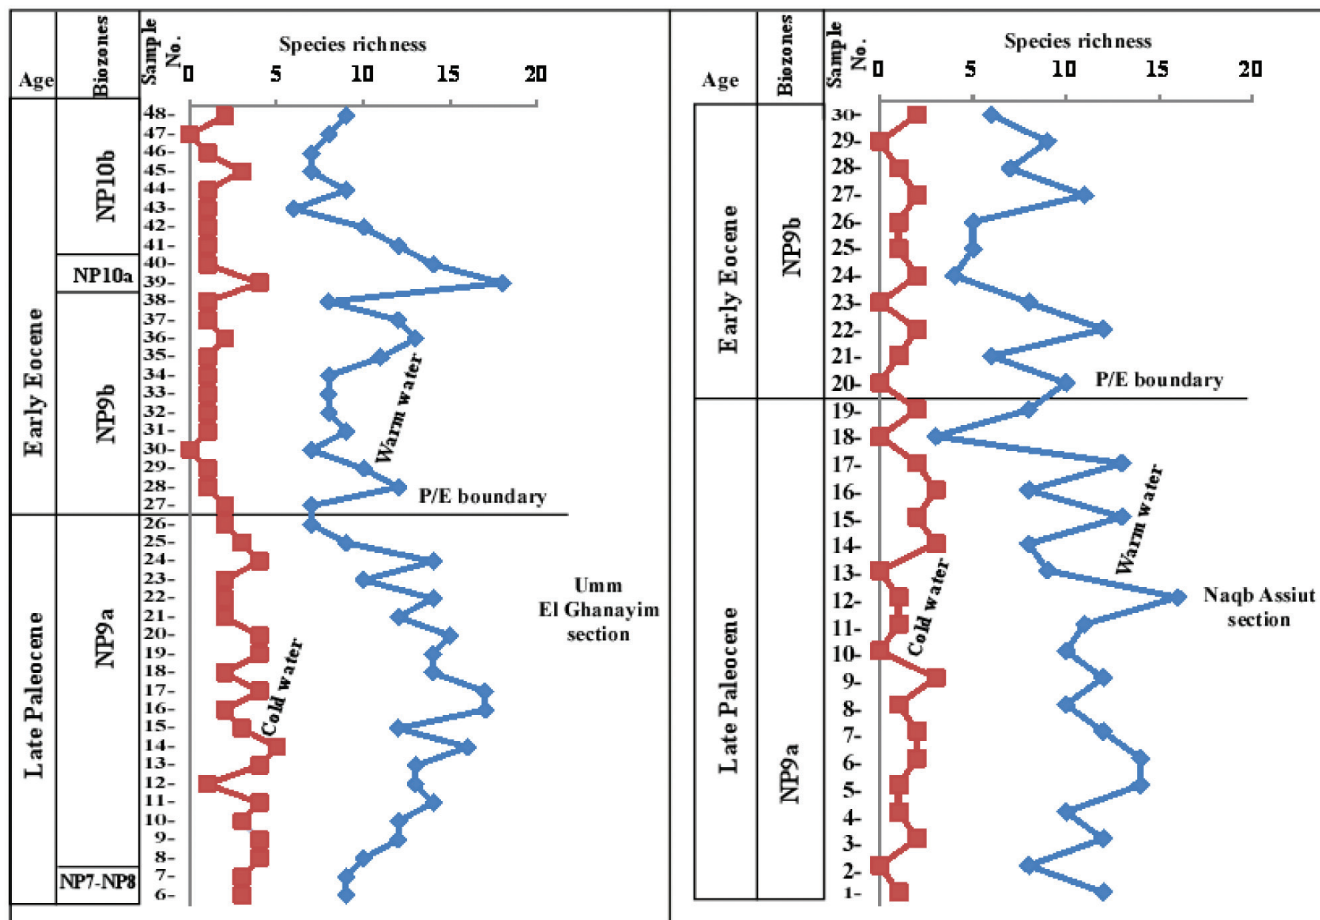 Species richness
Age
Biozones
Sample
No.
0 5 10 15 20
Early Eocene
Late Paleocene
NP10b
NP10a
NP9b
NP9a
NP7-NP8
48-
47-
46-
45-
44-
43-
42-
41-
40-
39-
38-
37-
36-
35-
34-
33-
32-
31-
30-
29-
28-
27-
26-
25-
24-
23-
22-
21-
20-
19-
18-
17-
16-
15-
14-
13-
12-
11-
10-
9-
8-
7-
6-
Warm water
P/E boundary
Umm
El Ghanayim
section
Cold water
Species richness
Age
Biozones
Sample
No.
0 5 10 15 20
Early Eocene
Late Paleocene
NP9b
NP9a
30-
29-
28-
27-
26-
25-
24-
23-
22-
21-
20-
19-
18-
17-
16-
15-
14-
13-
12-
11-
10-
9-
8-
7-
6-
5-
4-
3-
2-
1-
P/E boundary
Warm water
Cold water
Naqb Assiut
section